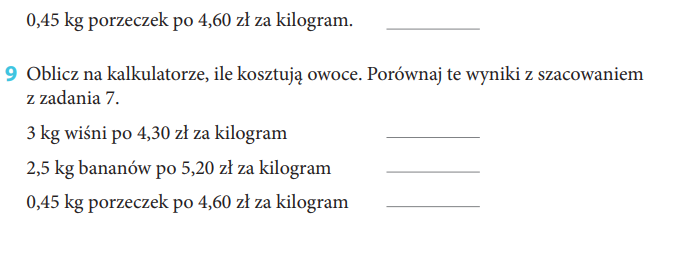 0,45 kg porzeczek po 4,60 zł za kilogram.
9 Oblicz na kalkulatorze, ile kosztują owoce. Porównaj te wyniki z szacowaniem
z zadania 7.
3 kg wiśni po 4,30 zł za kilogram
2,5 kg bananów po 5,20 zł za kilogram
0,45 kg porzeczek po 4,60 zł za kilogram